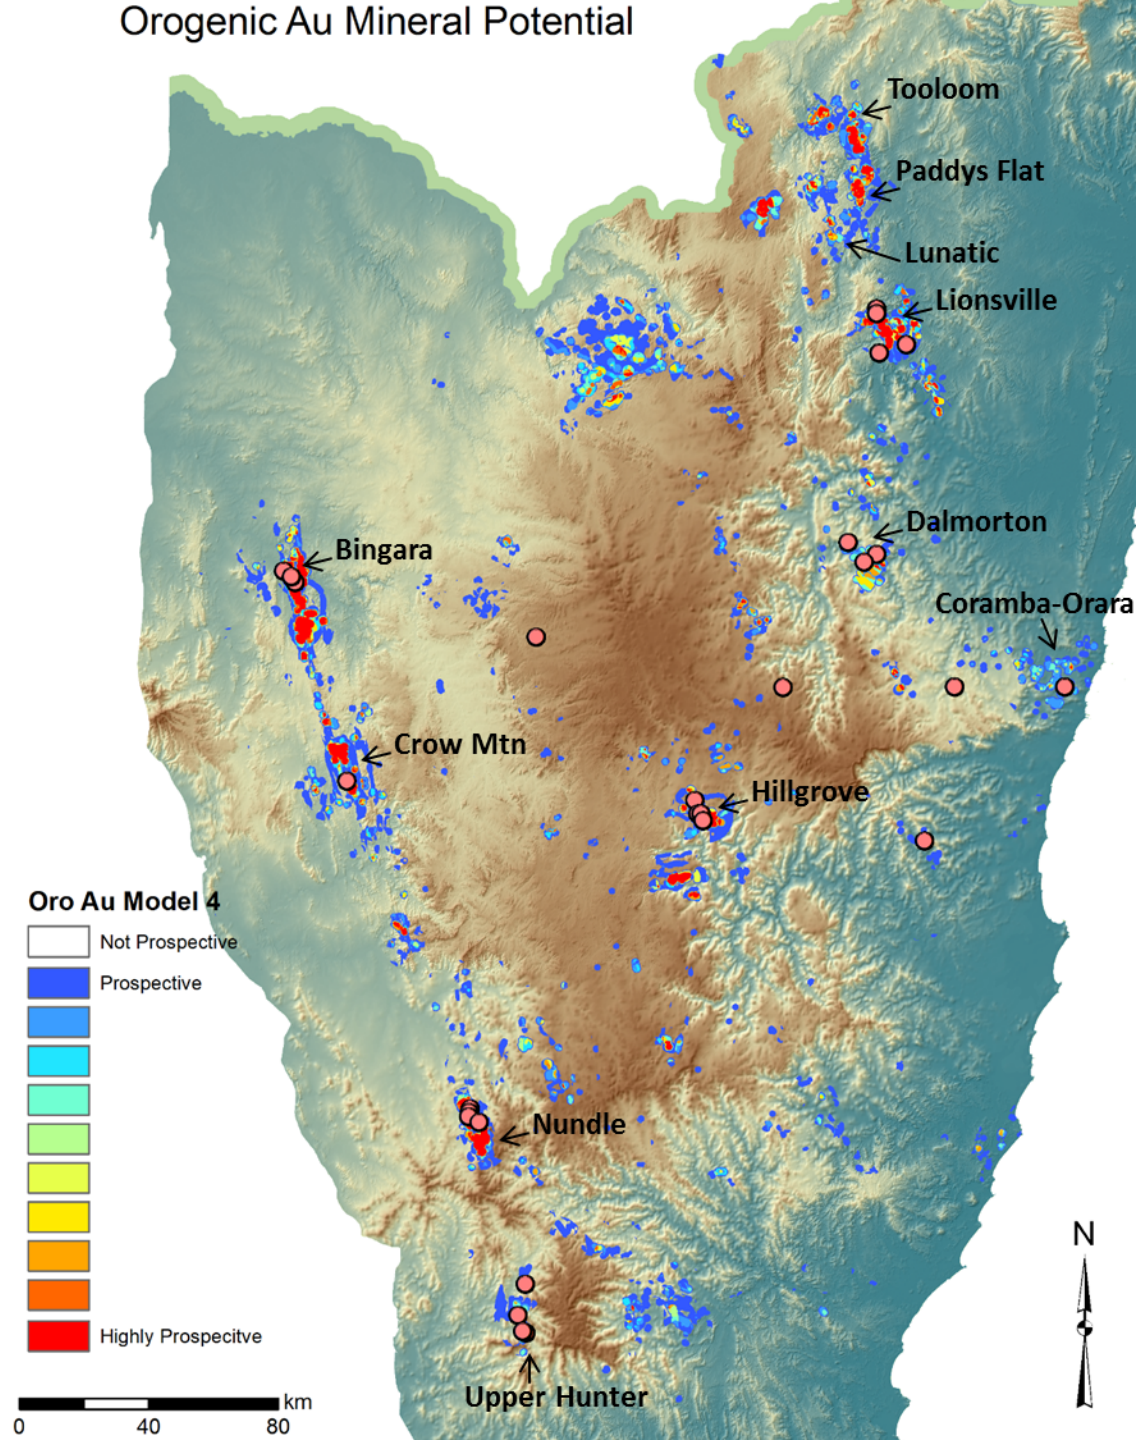 Orogenic Au Mineral Potential
Tooloom
Paddys Flat
Lunatic
Lionsville
Dalmorton
Bingara
Coramba-Orara
Crow Mtn
Hillgrove
Oro Au Model 4
Not Prospective
Prospective
Highly Prospecitve
Nundle
Upper Hunter
N
km
0 40 80